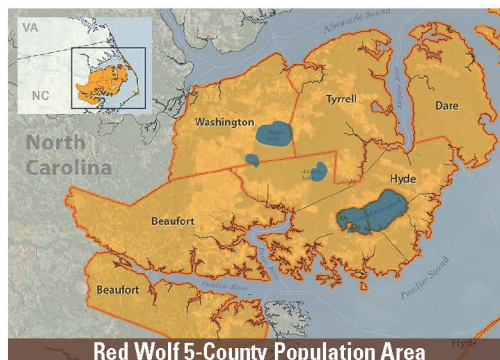 VA
NC
North
Carolina
Albemarle Sound
Washington
Tyrrell
Dare
Hyde
Beaufort
Beaufort
Pamlico River
Pamlico Sound
Hyde
Red Wolf 5-County Population Area